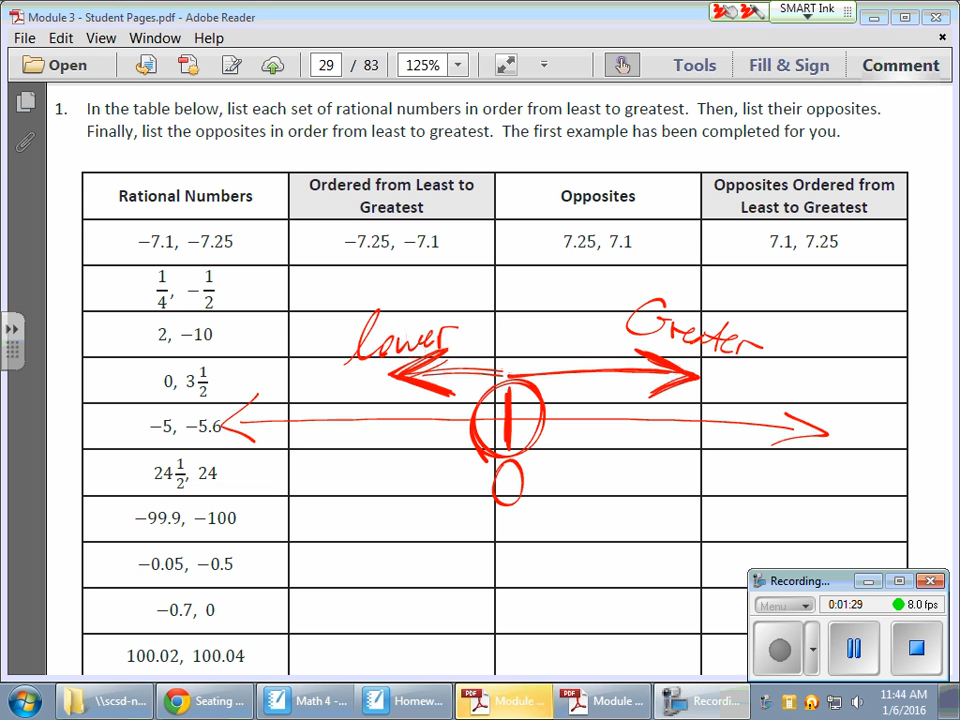 Module 3 - Student Pages.pdf - Adobe Reader
SMART Ink
File Edit View Window Help
Open 29 / 83 125% Tools Fill & Sign Comment
1. In the table below, list each set of rational numbers in order from least to greatest. Then, list their opposites.
Finally, list the opposites in order from least to greatest. The first example has been completed for you.
Rational Numbers Ordered from Least to Greatest Opposites Opposites Ordered from Least to Greatest
−7.1, −7.25 −7.25, −7.1 7.25, 7.1 7.1, 7.25
1/4, −1/2
2, −10
lower Greater
0, 3 1/2
−5, −5.6
0
24 1/2, 24
−99.9, −100
−0.05, −0.5
−0.7, 0
100.02, 100.04
Recording...
Menu 0:01:29 8.0 fps
\\scsd-n... Seating ... Math 4 -... Homew... Module ... Module ... Recordi...
11:44 AM
1/6/2016